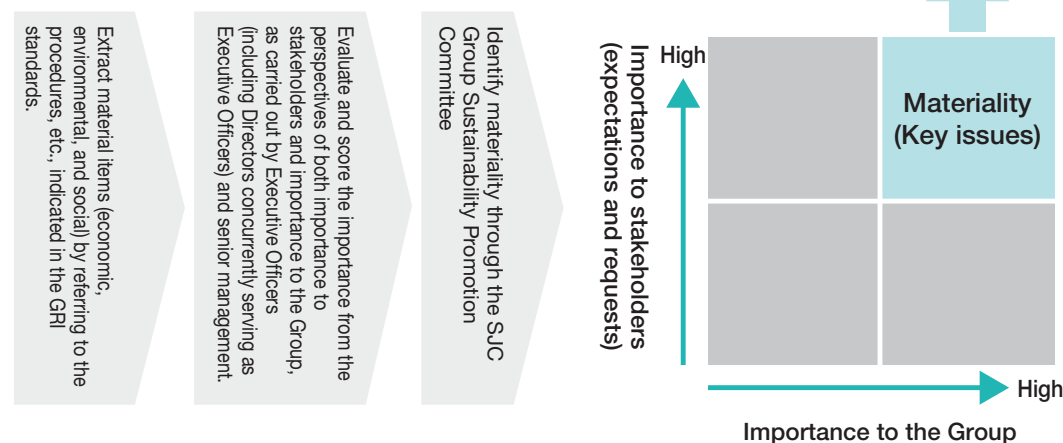 Extract material items (economic,
environmental, and social) by referring to the
procedures, etc., indicated in the GRI
standards.
Evaluate and score the importance from the
perspectives of both importance to
stakeholders and importance to the Group,
as carried out by Executive Officers
(including Directors concurrently serving as
Executive Officers) and senior management.
Identify materiality through the SJC
Group Sustainability Promotion
Committee
Importance to stakeholders
(expectations and requests)
High
Materiality
(Key issues)
High
Importance to the Group